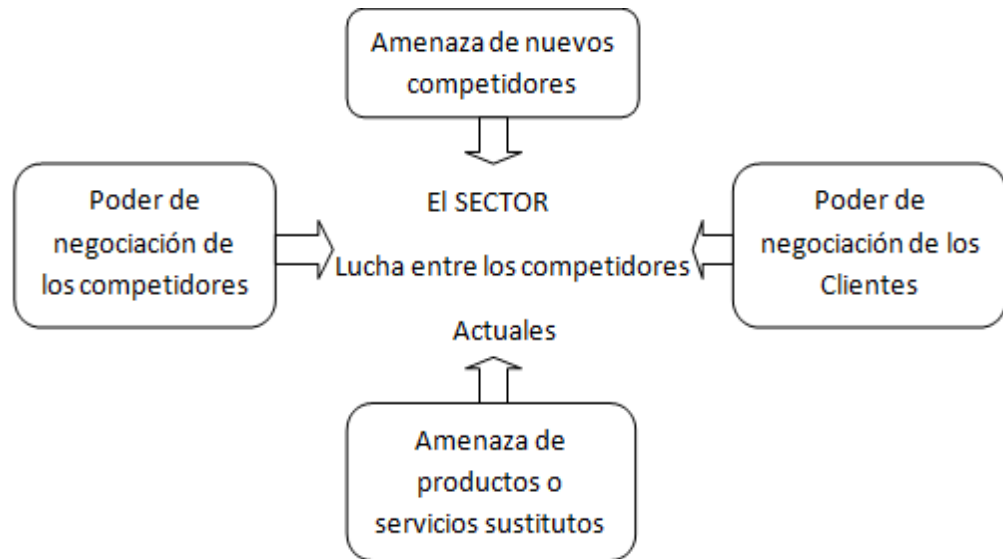 Amenaza de nuevos
competidores
Poder de
negociación de
los competidores
El SECTOR
Lucha entre los competidores
Actuales
Poder de
negociación de los
Clientes
Amenaza de
productos o
servicios sustitutos